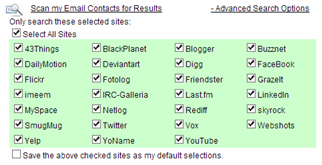 Scan my Email Contacts for Results - Advanced Search Options
Only search these selected sites:
Select All Sites
43Things BlackPlanet Blogger Buzznet
DailyMotion Deviantart Digg FaceBook
Flickr Fotolog Friendster GrazeIt
imeem IRC-Galleria Last.fm LinkedIn
MySpace Netlog Rediff skyrock
SmugMug Twitter Vox Webshots
Yelp YoName YouTube
Save the above checked sites as my default selections.